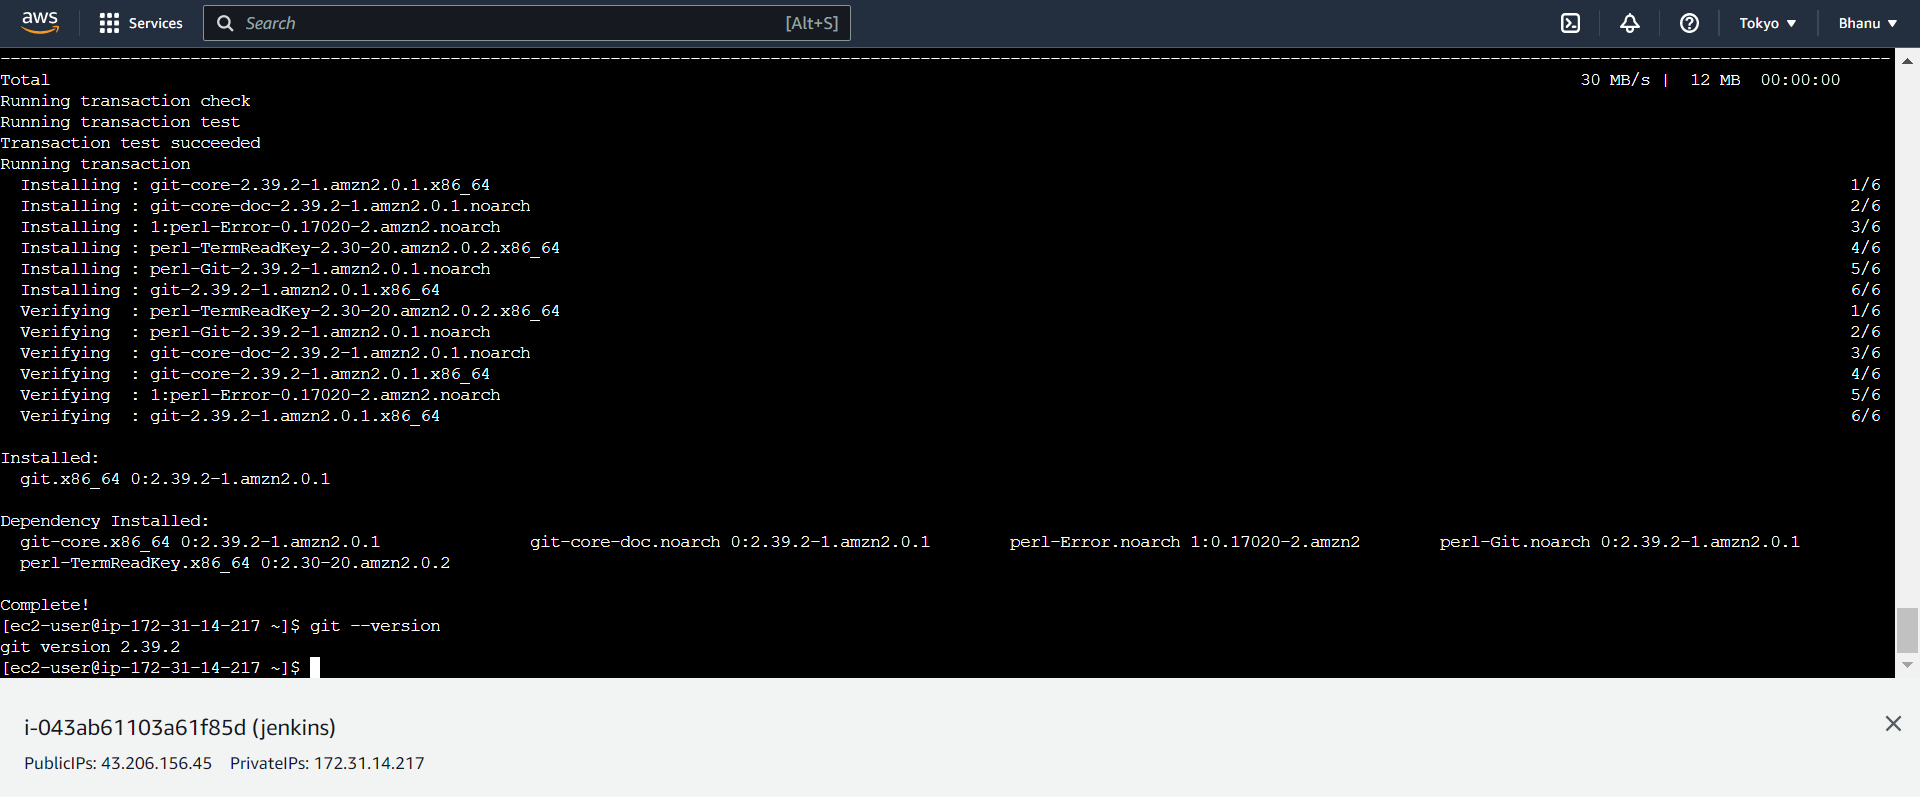 aws Services Search [Alt+S] Tokyo ▼ Bhanu ▼
--------------------------------------------------------------------------------------------------------------------------------------------------------------------------------------------
Total 30 MB/s | 12 MB 00:00:00
Running transaction check
Running transaction test
Transaction test succeeded
Running transaction
Installing : git-core-2.39.2-1.amzn2.0.1.x86_64 1/6
Installing : git-core-doc-2.39.2-1.amzn2.0.1.noarch 2/6
Installing : 1:perl-Error-0.17020-2.amzn2.noarch 3/6
Installing : perl-TermReadKey-2.30-20.amzn2.0.2.x86_64 4/6
Installing : perl-Git-2.39.2-1.amzn2.0.1.noarch 5/6
Installing : git-2.39.2-1.amzn2.0.1.x86_64 6/6
Verifying : perl-TermReadKey-2.30-20.amzn2.0.2.x86_64 1/6
Verifying : perl-Git-2.39.2-1.amzn2.0.1.noarch 2/6
Verifying : git-core-doc-2.39.2-1.amzn2.0.1.noarch 3/6
Verifying : git-core-2.39.2-1.amzn2.0.1.x86_64 4/6
Verifying : 1:perl-Error-0.17020-2.amzn2.noarch 5/6
Verifying : git-2.39.2-1.amzn2.0.1.x86_64 6/6
Installed:
git.x86_64 0:2.39.2-1.amzn2.0.1
Dependency Installed:
git-core.x86_64 0:2.39.2-1.amzn2.0.1 git-core-doc.noarch 0:2.39.2-1.amzn2.0.1 perl-Error.noarch 1:0.17020-2.amzn2 perl-Git.noarch 0:2.39.2-1.amzn2.0.1
perl-TermReadKey.x86_64 0:2.30-20.amzn2.0.2
Complete!
[ec2-user@ip-172-31-14-217 ~]$ git --version
git version 2.39.2
[ec2-user@ip-172-31-14-217 ~]$
i-043ab61103a61f85d (jenkins)
PublicIPs: 43.206.156.45 PrivateIPs: 172.31.14.217